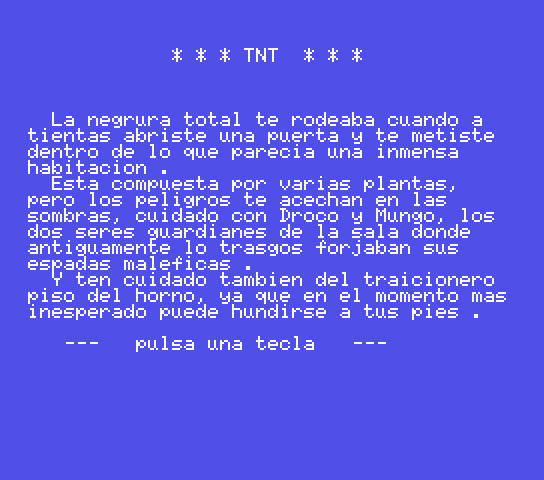 * * * TNT  * * *
La negrura total te rodeaba cuando a
tientas abriste una puerta y te metiste
dentro de lo que parecia una inmensa
habitacion .
Esta compuesta por varias plantas,
pero los peligros te acechan en las
sombras, cuidado con Droco y Mungo, los
dos seres guardianes de la sala donde
antiguamente lo trasgos forjaban sus
espadas maleficas .
Y ten cuidado tambien del traicionero
piso del horno, ya que en el momento mas
inesperado puede hundirse a tus pies .
---   pulsa una tecla   ---